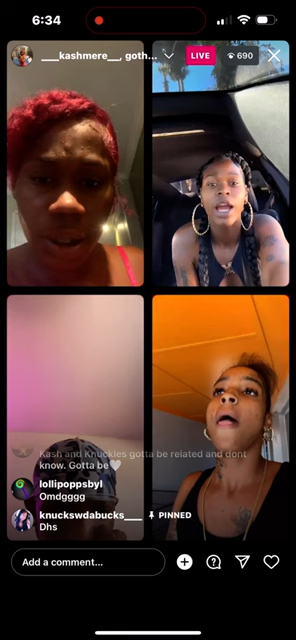 6:34
___kashmere__, goth...
LIVE
690
Kash and Knuckles gotta be related and dont
know. Gotta be🤍
lollipoppsbyl
Omdgggg
knuckswdabucks___ PINNED
Dhs
Add a comment...